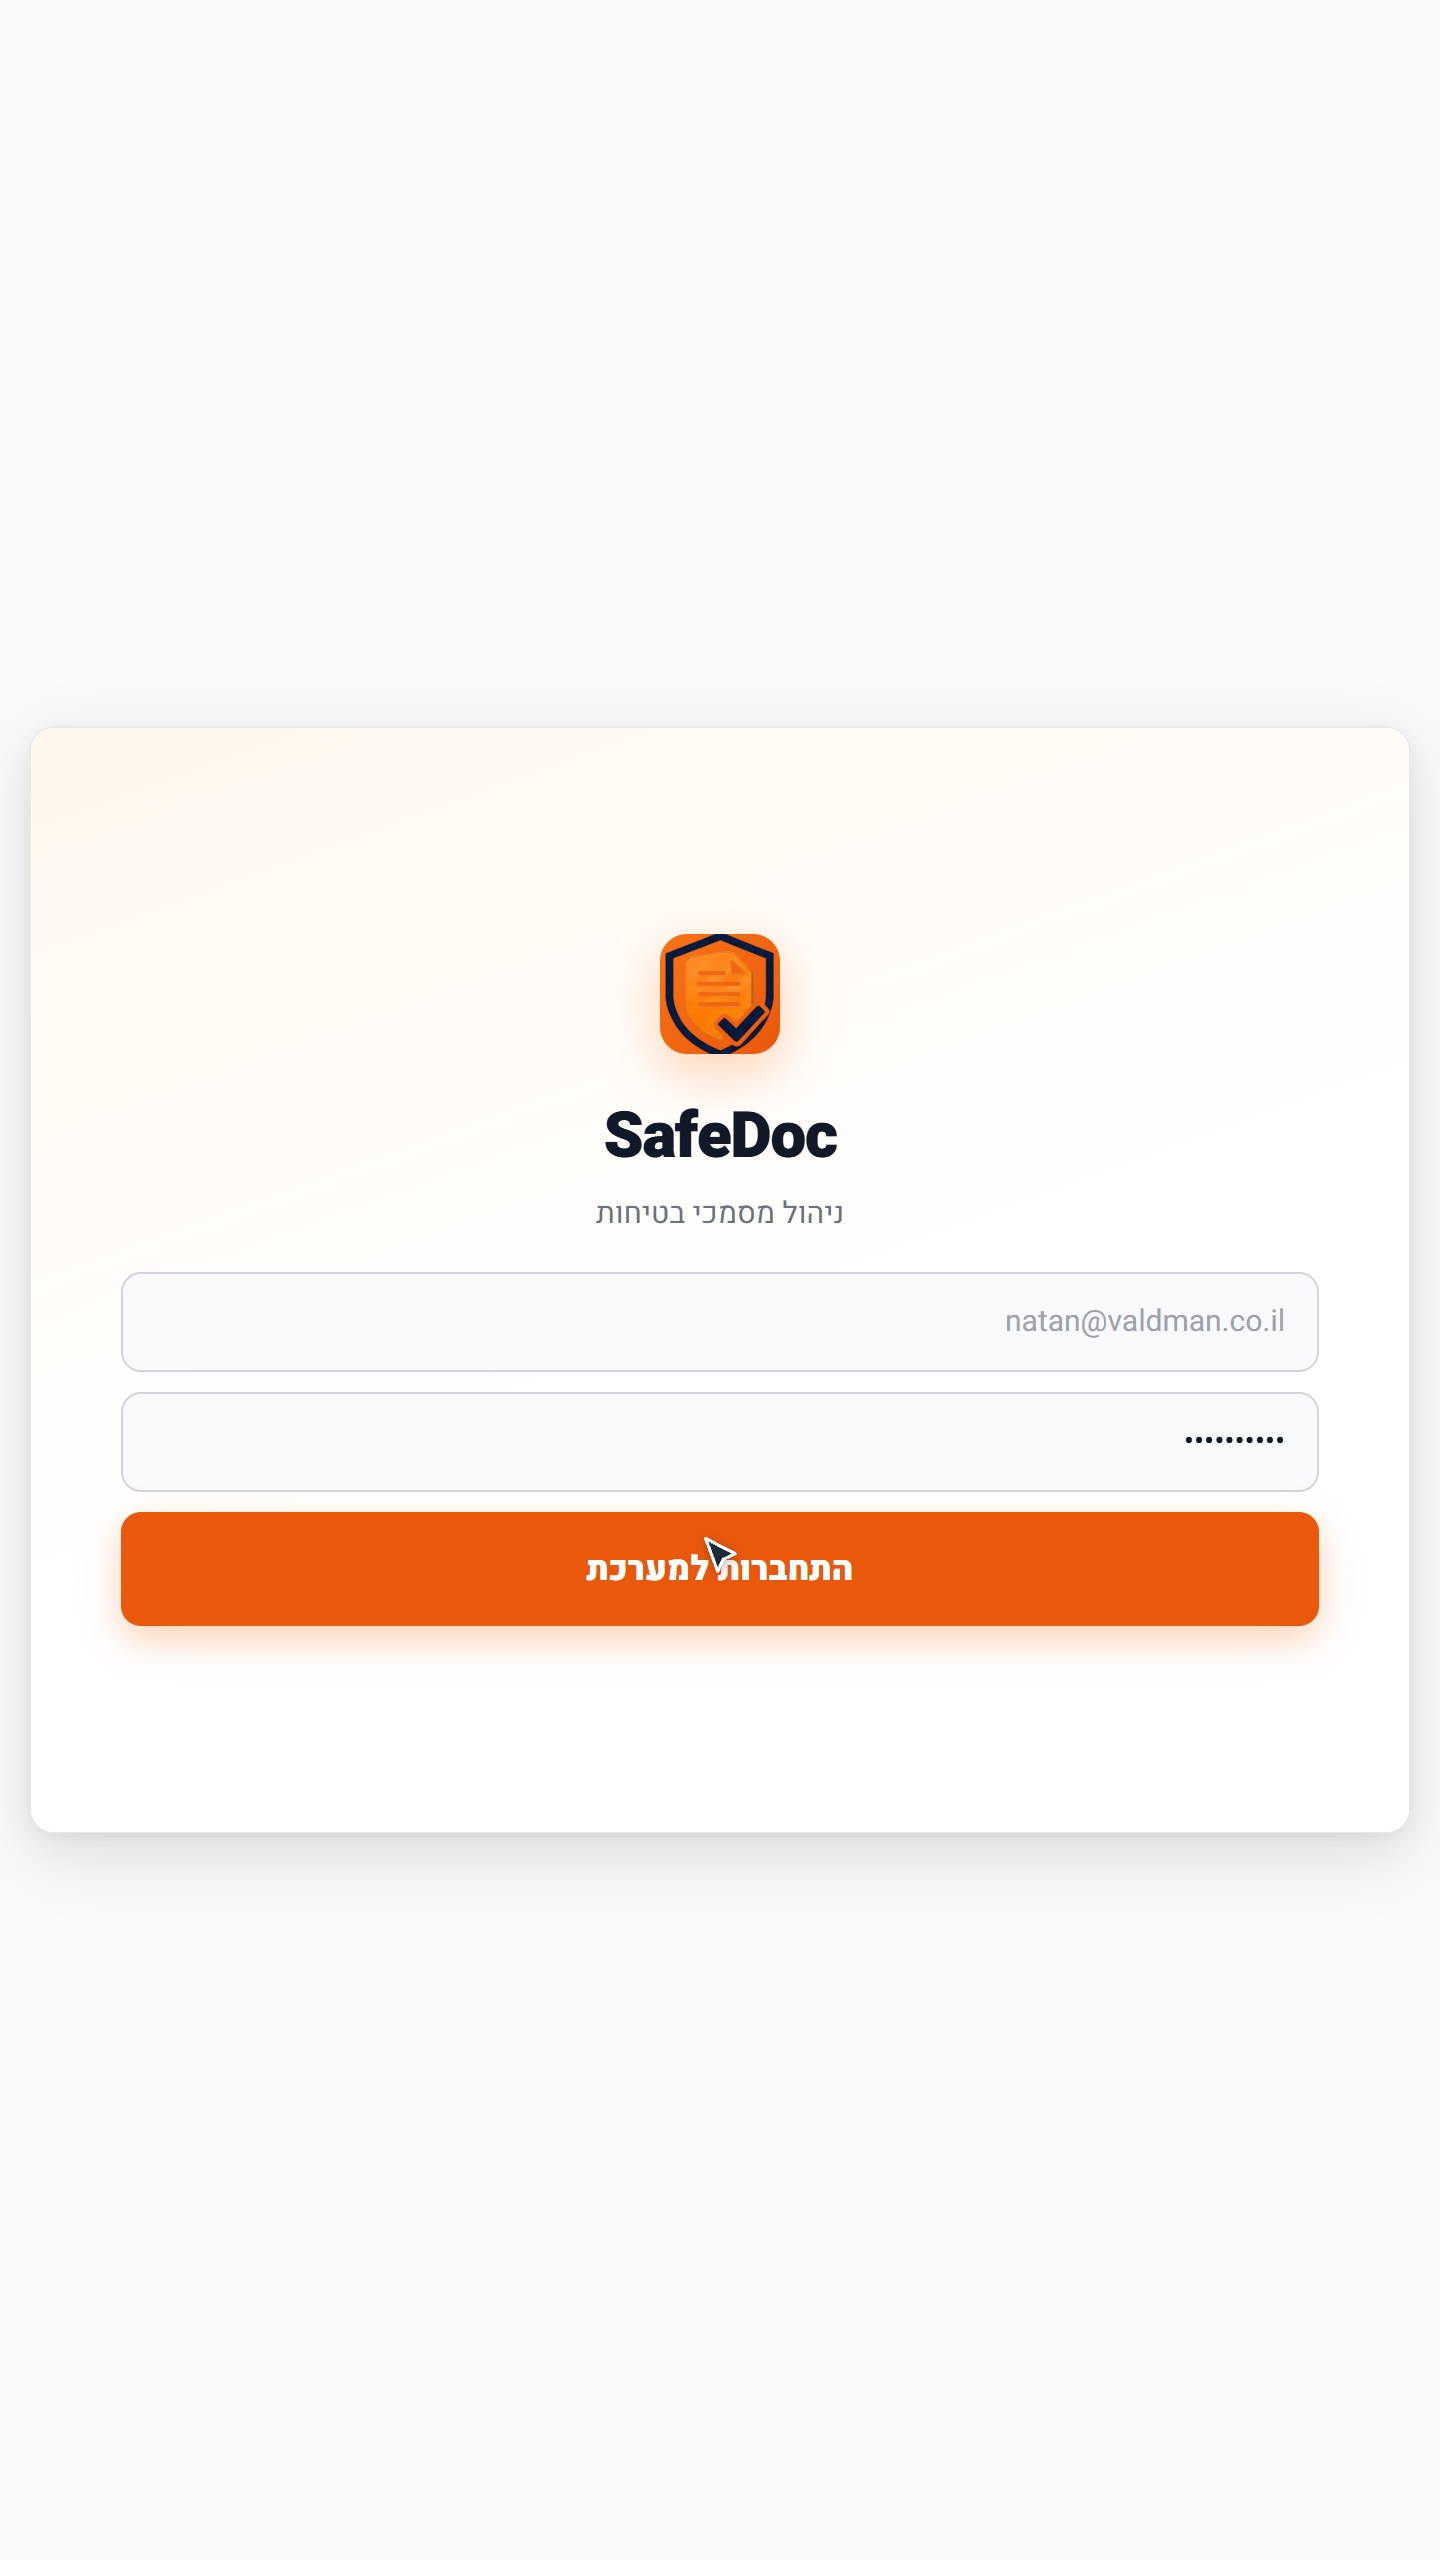 SafeDoc
ניהול מסמכי בטיחות
natan@valdman.co.il
••••••••••
התחברות למערכת